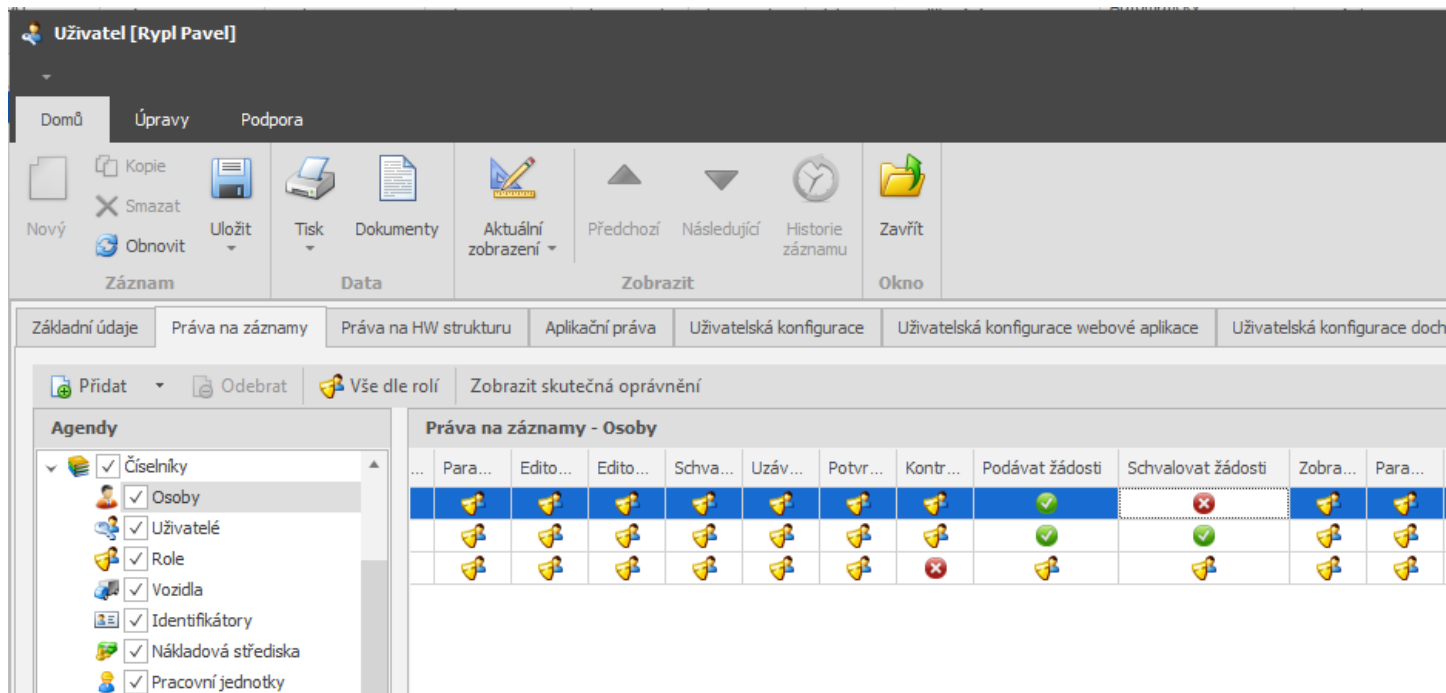 Uživatel [Rypl Pavel]
Domů Úpravy Podpora
Nový Kopie Smazat Obnovit Uložit Tisk Dokumenty Aktuální zobrazení Předchozí Následující Historie záznamu Zavřít
Záznam Data Zobrazit Okno
Základní údaje Práva na záznamy Práva na HW strukturu Aplikační práva Uživatelská konfigurace Uživatelská konfigurace webové aplikace Uživatelská konfigurace doch
Přidat Odebrat Vše dle rolí Zobrazit skutečná oprávnění
Agendy Práva na záznamy - Osoby
Číselníky
... Para... Edito... Edito... Schva... Uzáv... Potvr... Kontr... Podávat žádosti Schvalovat žádosti Zobra... Para...
Osoby
Uživatelé
Role
Vozidla
Identifikátory
Nákladová střediska
Pracovní jednotky